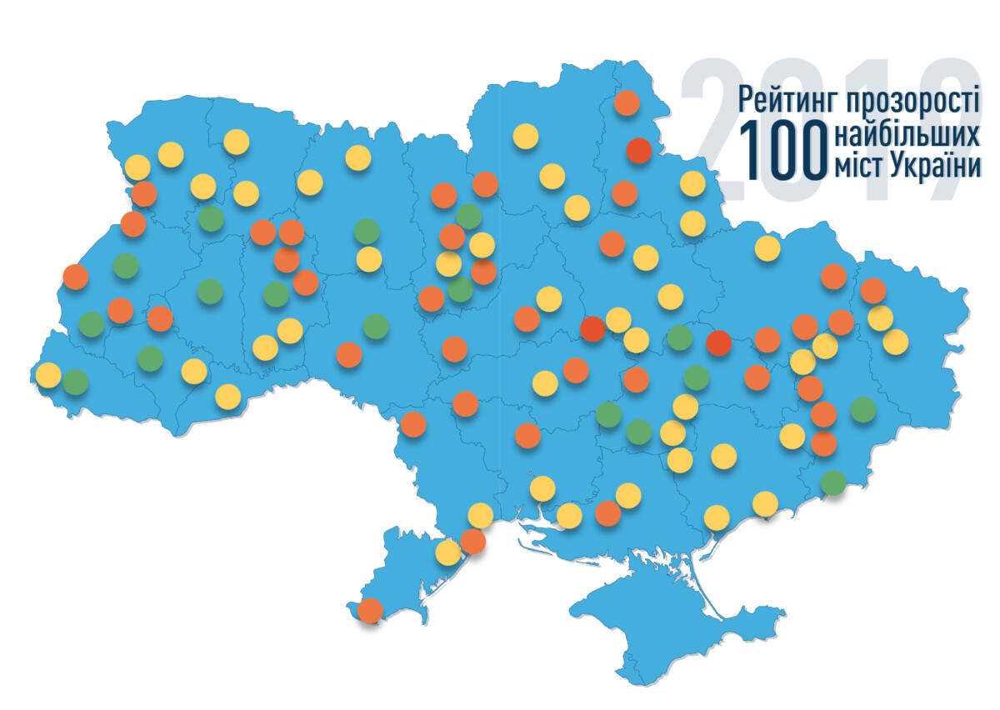 2019
Рейтинг прозорості
100 найбільших
міст України